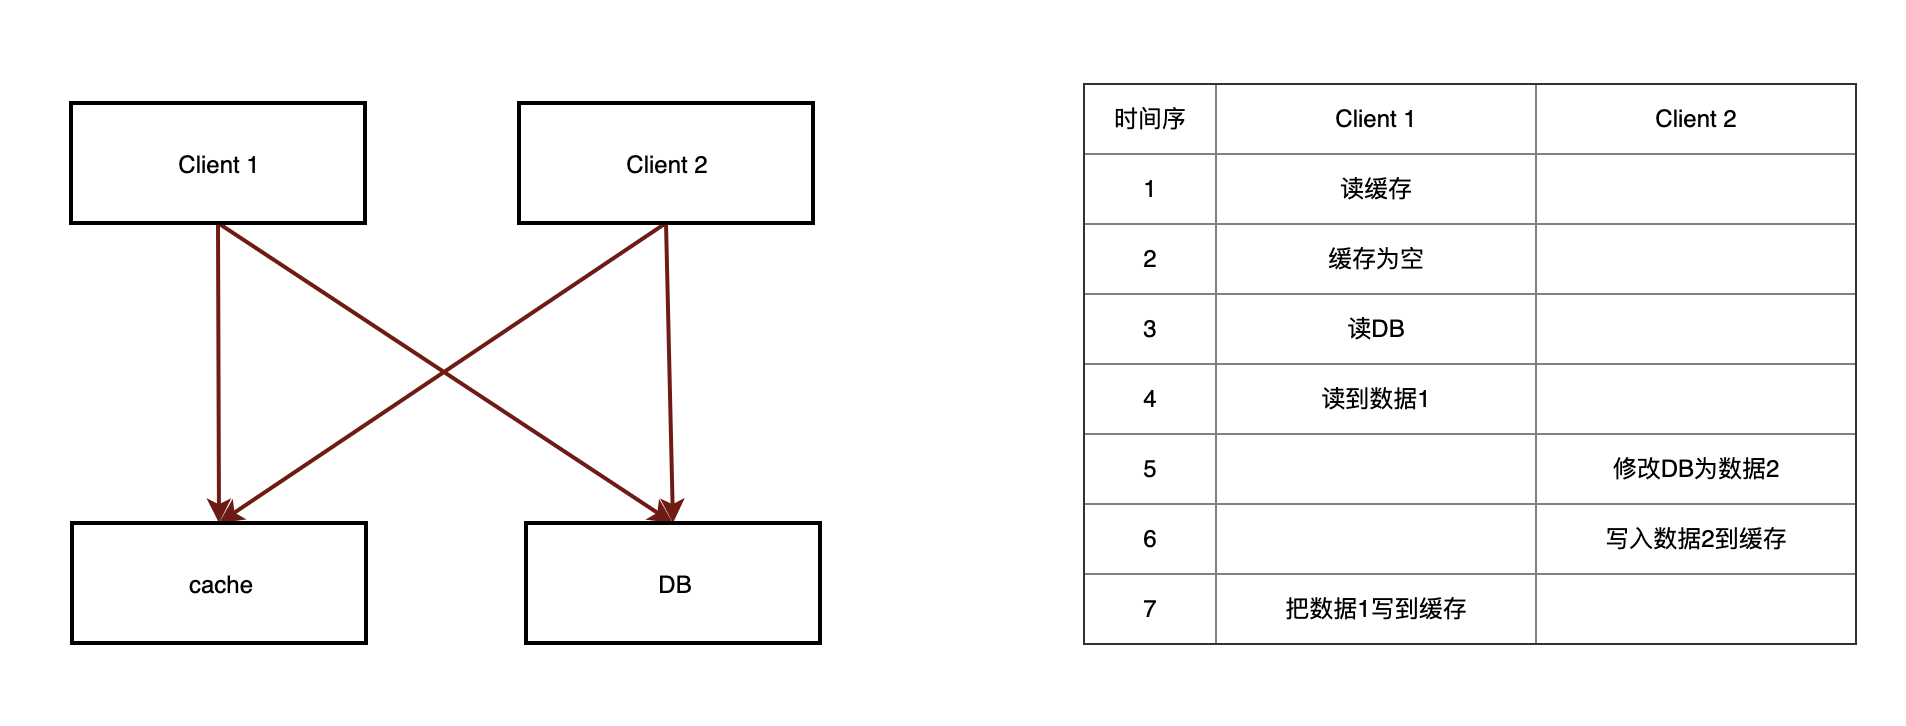 Client 1
Client 2
cache
DB
时间序 Client 1 Client 2
1 读缓存
2 缓存为空
3 读DB
4 读到数据1
5 修改DB为数据2
6 写入数据2到缓存
7 把数据1写到缓存